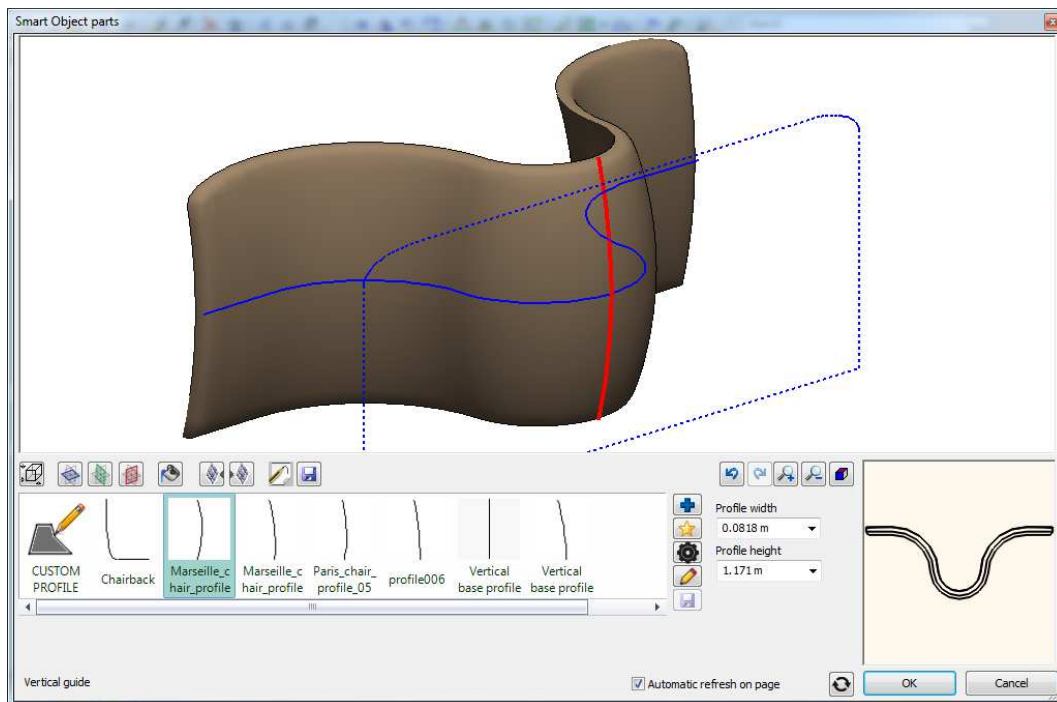 Smart Object parts
Profile width
0.0818 m
Profile height
1.171 m
CUSTOM
PROFILE
Chairback
Marseille_c
hair_profile
Marseille_c
hair_profile
Paris_chair_
profile_05
profile006
Vertical
base profile
Vertical
base profile
Vertical guide
Automatic refresh on page
OK
Cancel